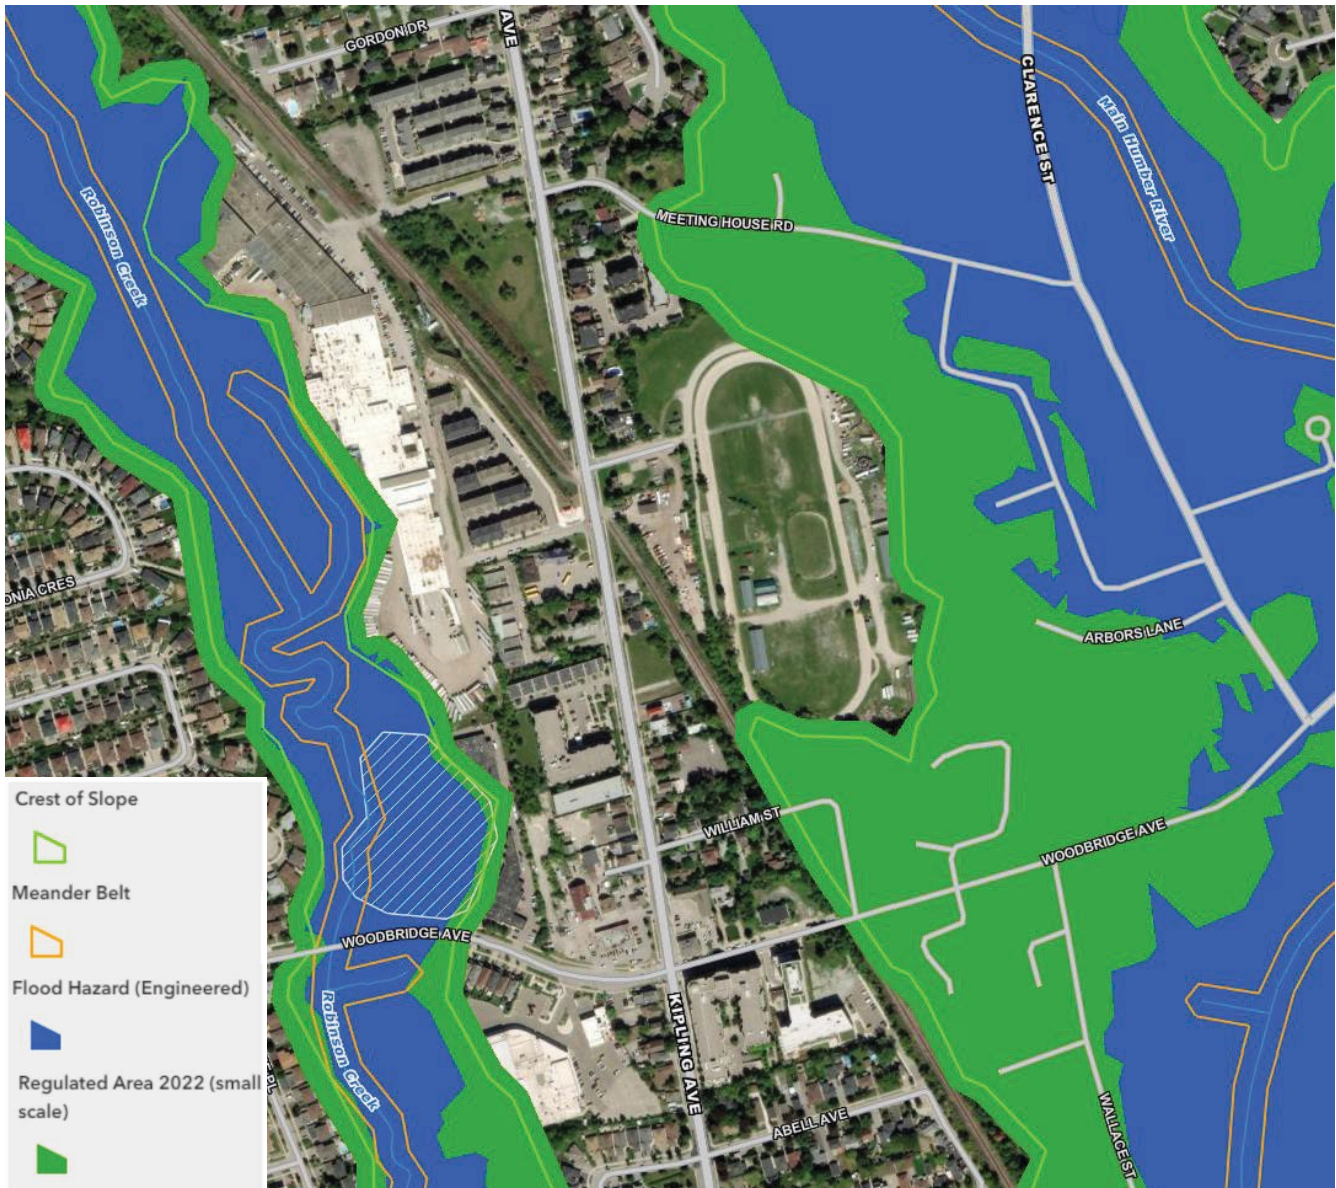 GORDON DR
AVE
CLARENCE ST
Main Humber River
Robinson Creek
MEETING HOUSE RD
ONIA CRES
ARBORS LANE
WILLIAM ST
WOODBRIDGE AVE
WOODBRIDGE AVE
Robinson Creek
KIPLING AVE
ABELL AVE
WALLACE ST
Crest of Slope
Meander Belt
Flood Hazard (Engineered)
Regulated Area 2022 (small
scale)